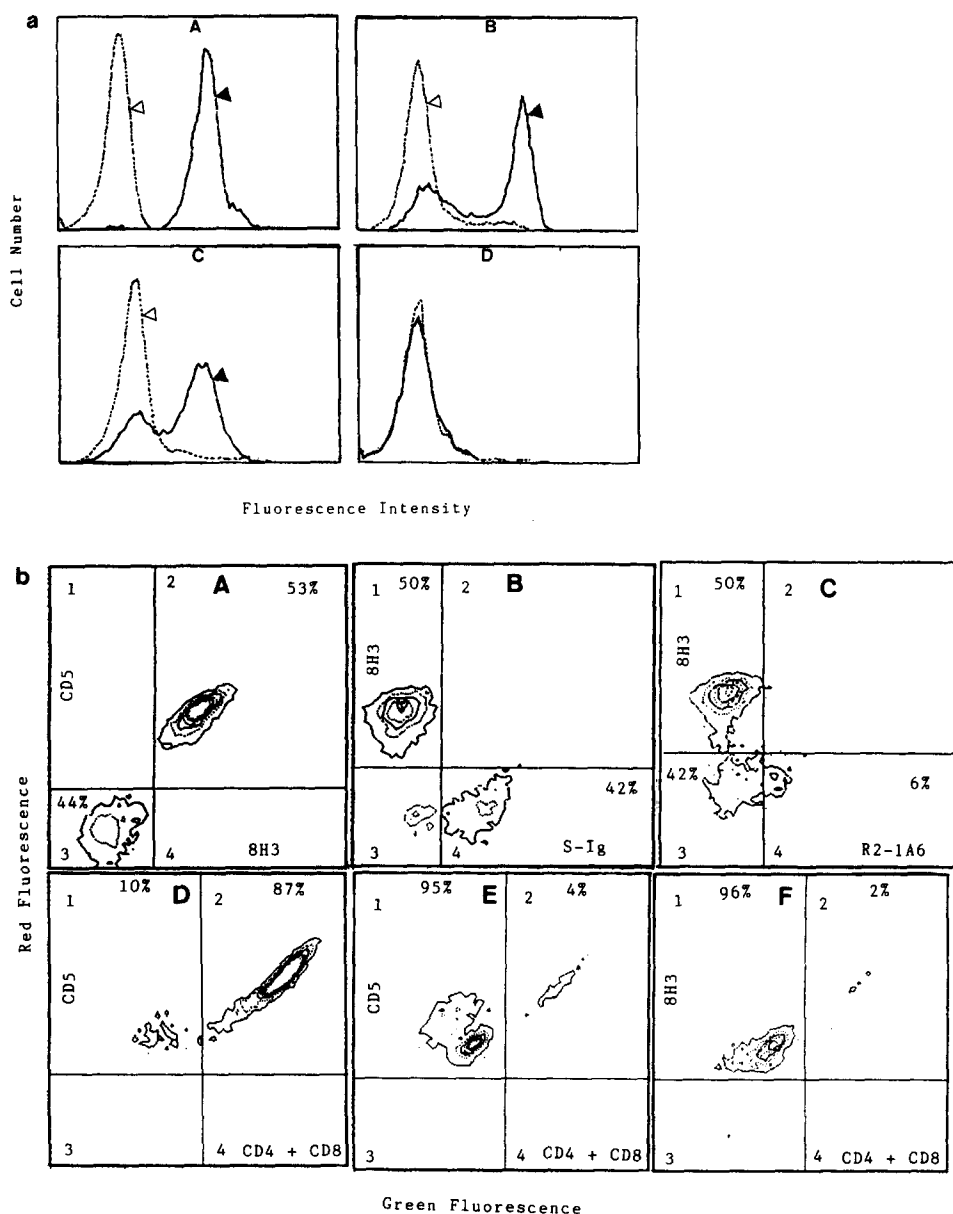 a
A
B
C
D
Cell Number
Fluorescence Intensity
b
1
2
A
53%
CD5
44%
3
4
8H3
1
50%
2
B
8H3
42%
3
4
S-Ig
1
50%
2
C
8H3
42%
6%
3
4
R2-1A6
1
10%
D
2
87%
CD5
3
4 CD4 + CD8
1
95%
E
2
4%
CD5
3
4 CD4 + CD8
1
96%
F
2
2%
8H3
3
4 CD4 + CD8
Red Fluorescence
Green Fluorescence